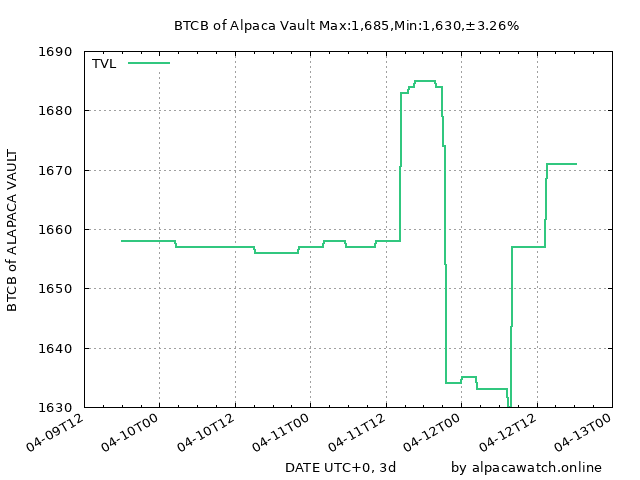 BTCB of Alpaca Vault Max:1,685,Min:1,630,±3.26%
TVL
1690
1680
1670
1660
1650
1640
1630
BTCB of ALAPACA VAULT
04-09T12
04-10T00
04-10T12
04-11T00
04-11T12
04-12T00
04-12T12
04-13T00
DATE UTC+0, 3d
by alpacawatch.online